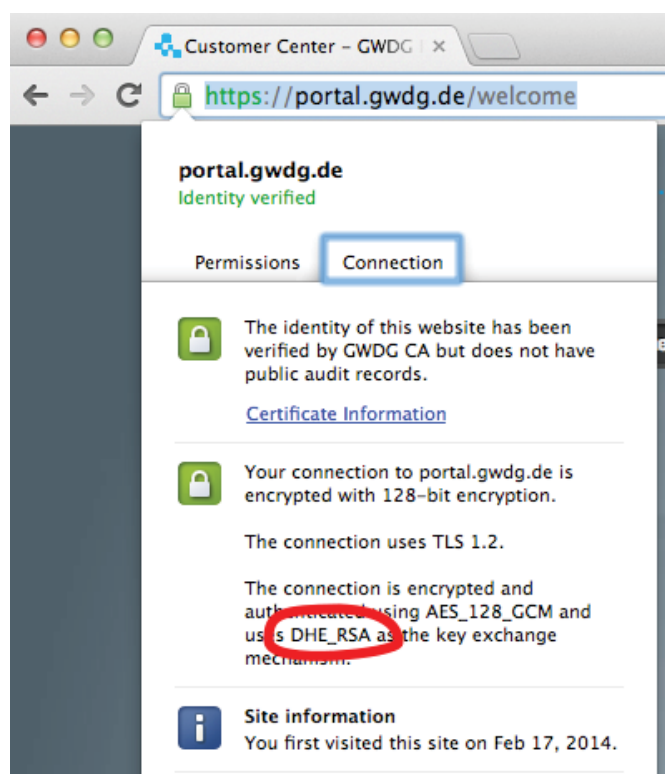 Customer Center – GWDG
https://portal.gwdg.de/welcome
portal.gwdg.de
Identity verified
Permissions Connection
The identity of this website has been
verified by GWDG CA but does not have
public audit records.
Certificate Information
Your connection to portal.gwdg.de is
encrypted with 128-bit encryption.
The connection uses TLS 1.2.
The connection is encrypted and
authenticated using AES_128_GCM and
uses DHE_RSA as the key exchange
mechanism.
Site information
You first visited this site on Feb 17, 2014.